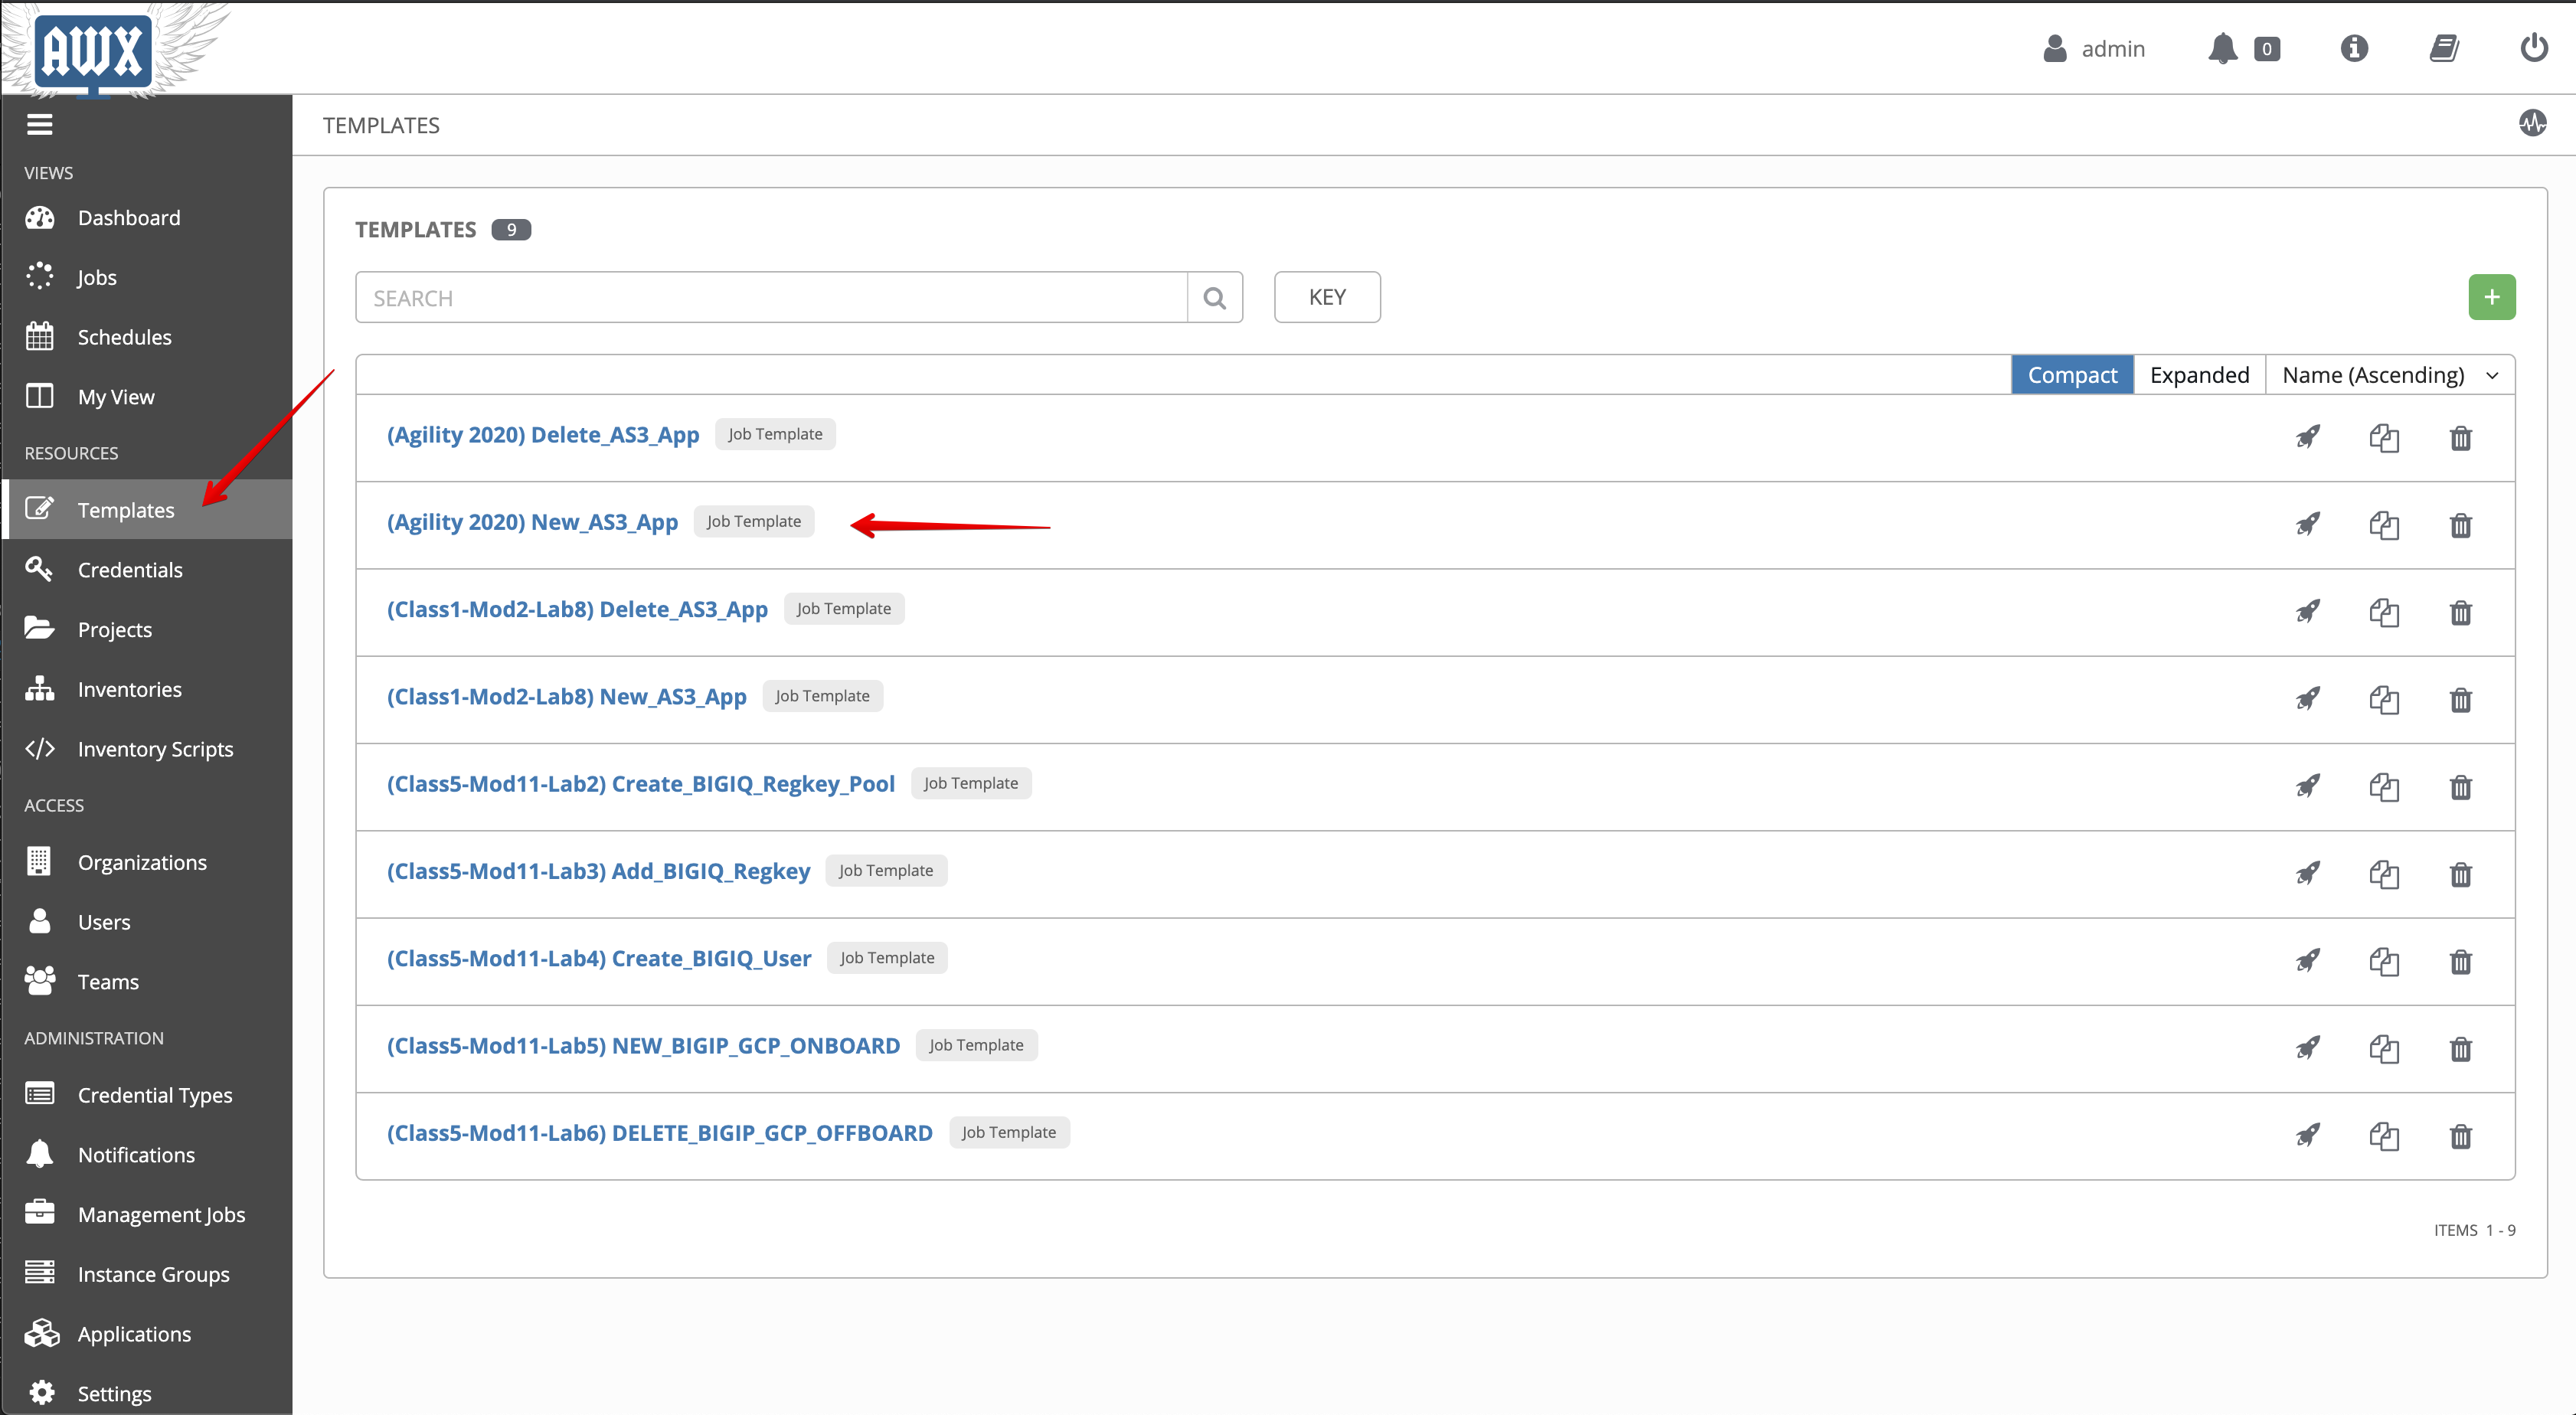 AWX
admin
0
TEMPLATES
VIEWS
Dashboard
Jobs
Schedules
My View
RESOURCES
Templates
Credentials
Projects
Inventories
Inventory Scripts
ACCESS
Organizations
Users
Teams
ADMINISTRATION
Credential Types
Notifications
Management Jobs
Instance Groups
Applications
Settings
TEMPLATES 9
SEARCH
KEY
+
Compact Expanded Name (Ascending)
(Agility 2020) Delete_AS3_App Job Template
(Agility 2020) New_AS3_App Job Template
(Class1-Mod2-Lab8) Delete_AS3_App Job Template
(Class1-Mod2-Lab8) New_AS3_App Job Template
(Class5-Mod11-Lab2) Create_BIGIQ_Regkey_Pool Job Template
(Class5-Mod11-Lab3) Add_BIGIQ_Regkey Job Template
(Class5-Mod11-Lab4) Create_BIGIQ_User Job Template
(Class5-Mod11-Lab5) NEW_BIGIP_GCP_ONBOARD Job Template
(Class5-Mod11-Lab6) DELETE_BIGIP_GCP_OFFBOARD Job Template
ITEMS 1 - 9